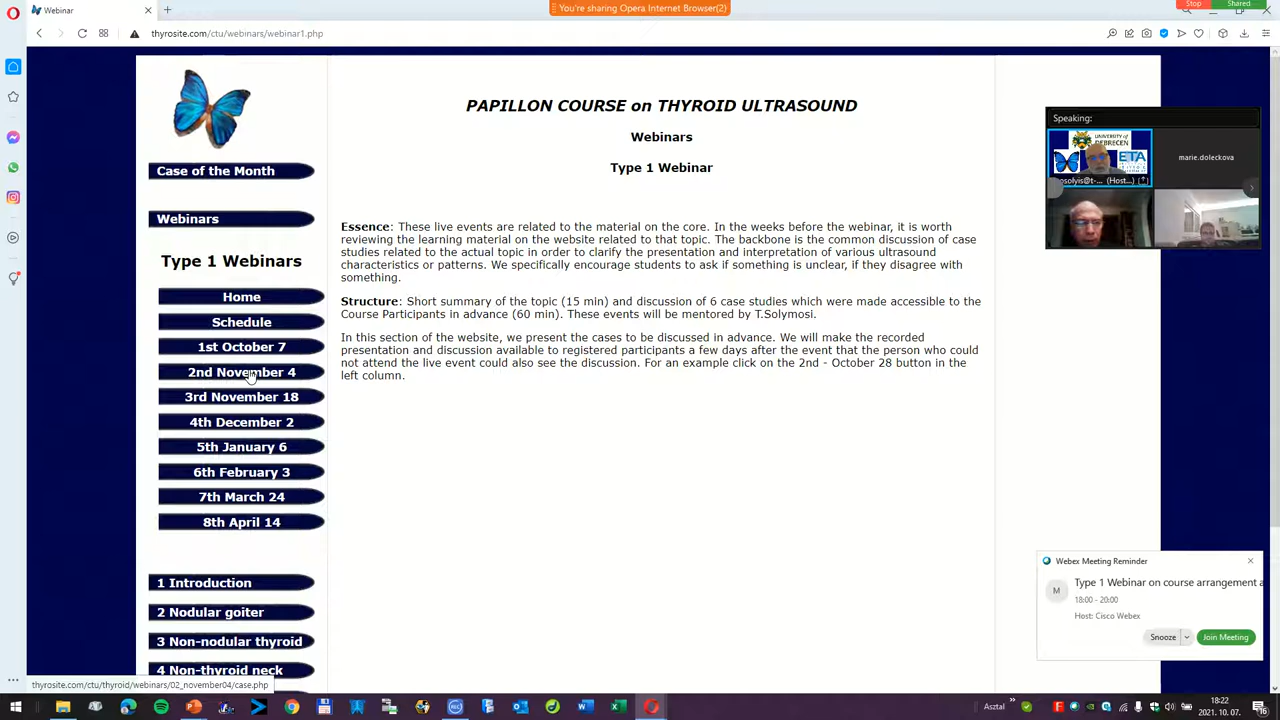 Webinar
You're sharing Opera Internet Browser(2)
Stop
Shared
thyrosite.com/ctu/webinars/webinar1.php
PAPILLON COURSE on THYROID ULTRASOUND
Webinars
Type 1 Webinar
Case of the Month
Webinars
Type 1 Webinars
Home
Schedule
1st October 7
2nd November 4
3rd November 18
4th December 2
5th January 6
6th February 3
7th March 24
8th April 14
1 Introduction
2 Nodular goiter
3 Non-nodular thyroid
4 Non-thyroid neck
Essence: These live events are related to the material on the core. In the weeks before the webinar, it is worth
reviewing the learning material on the website related to that topic. The backbone is the common discussion of case
studies related to the actual topic in order to clarify the presentation and interpretation of various ultrasound
characteristics or patterns. We specifically encourage students to ask if something is unclear, if they disagree with
something.
Structure: Short summary of the topic (15 min) and discussion of 6 case studies which were made accessible to the
Course Participants in advance (60 min). These events will be mentored by T.Solymosi.
In this section of the website, we present the cases to be discussed in advance. We will make the recorded
presentation and discussion available to registered participants a few days after the event that the person who could
not attend the live event could also see the discussion. For an example click on the 2nd - October 28 button in the
left column.
Speaking:
UNIVERSITY of
DEBRECEN
ETA
osolyis@t-... (Host...)
marie.doleckova
Webex Meeting Reminder
M
Type 1 Webinar on course arrangement a
18:00 - 20:00
Host: Cisco Webex
Snooze
Join Meeting
thyrosite.com/ctu/thyroid/webinars/02_november04/case.php
Asztal
18:22
2021. 10. 07.